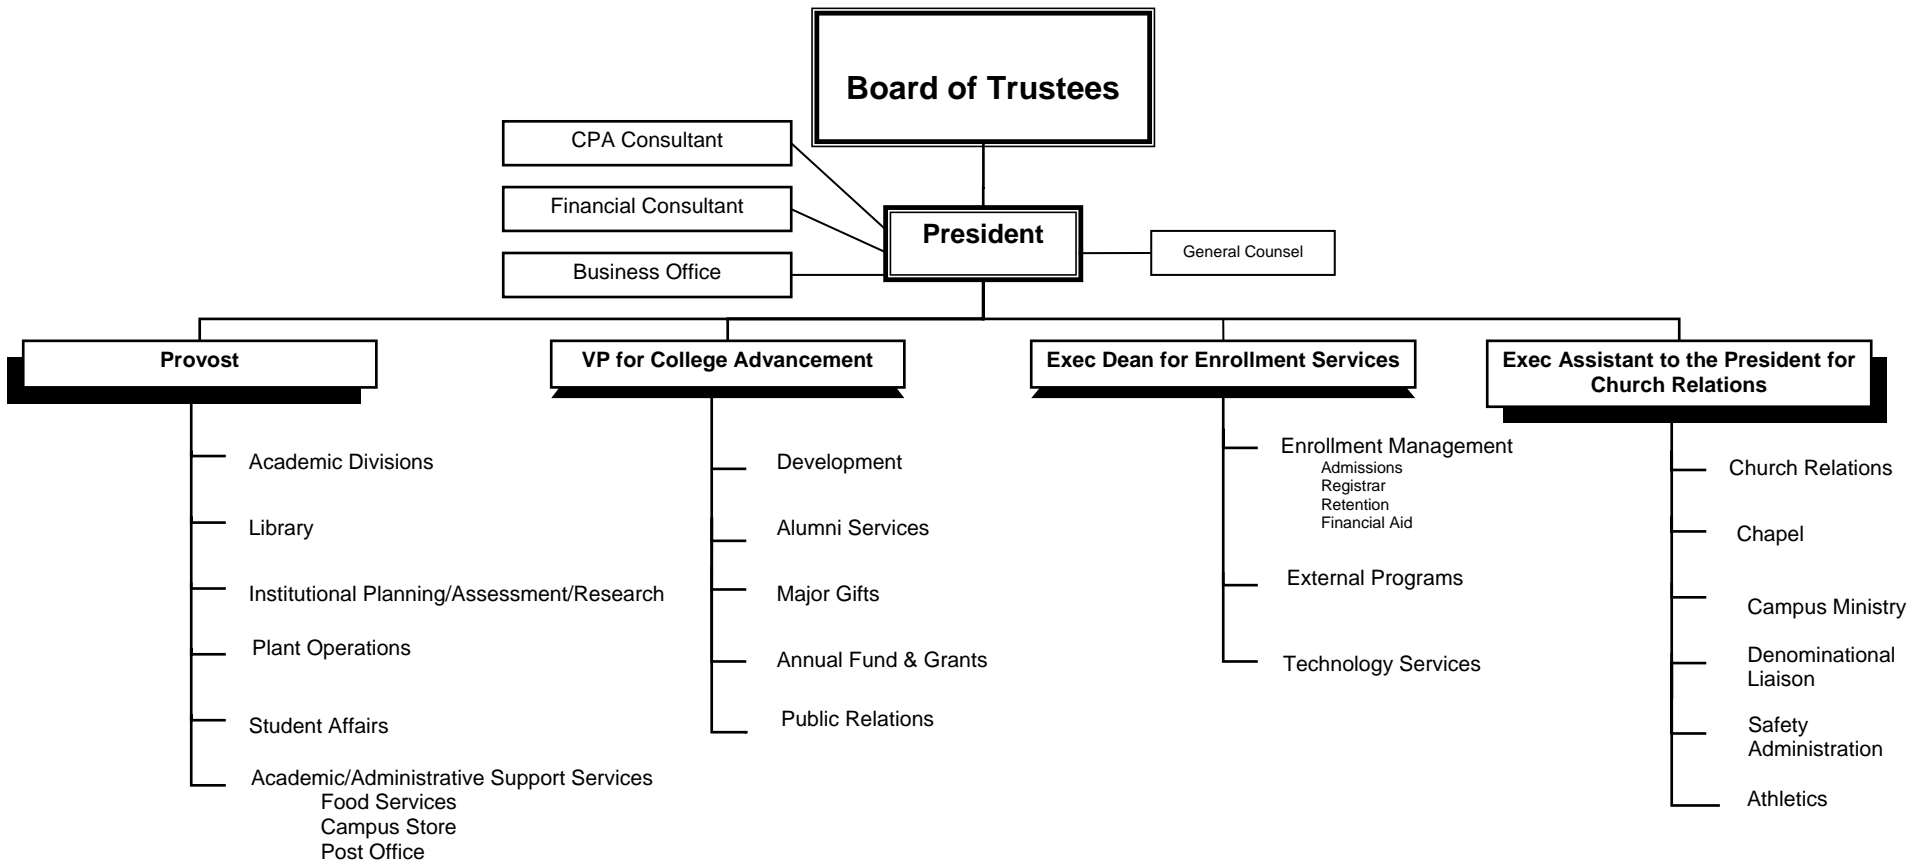 Board of Trustees
CPA Consultant
Financial Consultant
President
General Counsel
Business Office
Provost
VP for College Advancement
Exec Dean for Enrollment Services
Exec Assistant to the President for
Church Relations
Academic Divisions
Library
Institutional Planning/Assessment/Research
Plant Operations
Student Affairs
Academic/Administrative Support Services
Food Services
Campus Store
Post Office
Development
Alumni Services
Major Gifts
Annual Fund & Grants
Public Relations
Enrollment Management
Admissions
Registrar
Retention
Financial Aid
External Programs
Technology Services
Church Relations
Chapel
Campus Ministry
Denominational
Liaison
Safety
Administration
Athletics